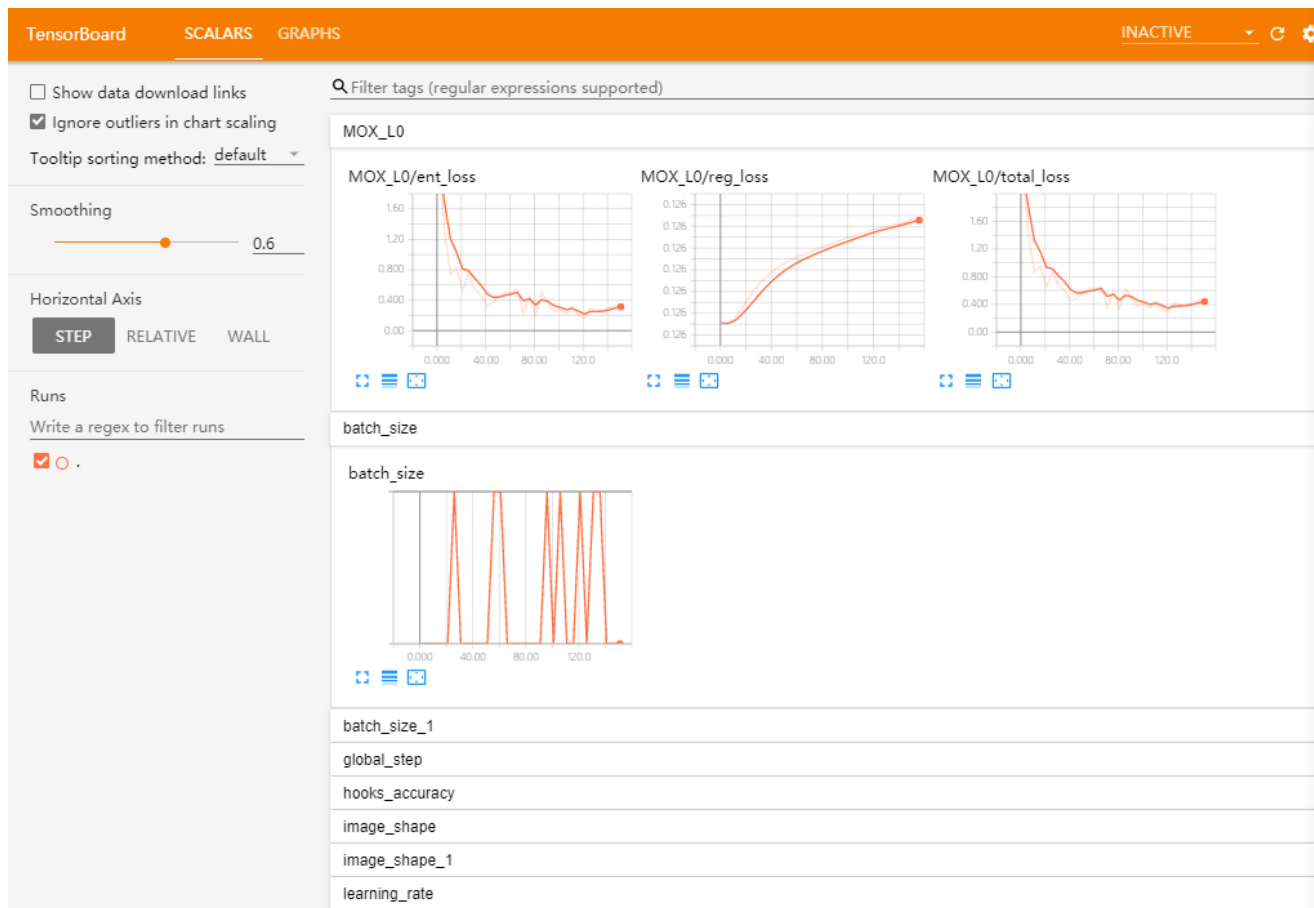 TensorBoard SCALARS GRAPHS INACTIVE
Show data download links
Ignore outliers in chart scaling
Tooltip sorting method: default
Smoothing
0.6
Horizontal Axis
STEP RELATIVE WALL
Runs
Write a regex to filter runs
.
Filter tags (regular expressions supported)
MOX_L0
MOX_L0/ent_loss
1.60
1.20
0.800
0.400
0.00
0.000 40.00 80.00 120.0
MOX_L0/reg_loss
0.126
0.126
0.126
0.126
0.126
0.126
0.126
0.000 40.00 80.00 120.0
MOX_L0/total_loss
1.60
1.20
0.800
0.400
0.00
0.000 40.00 80.00 120.0
batch_size
batch_size
0.000 40.00 80.00 120.0
batch_size_1
global_step
hooks_accuracy
image_shape
image_shape_1
learning_rate